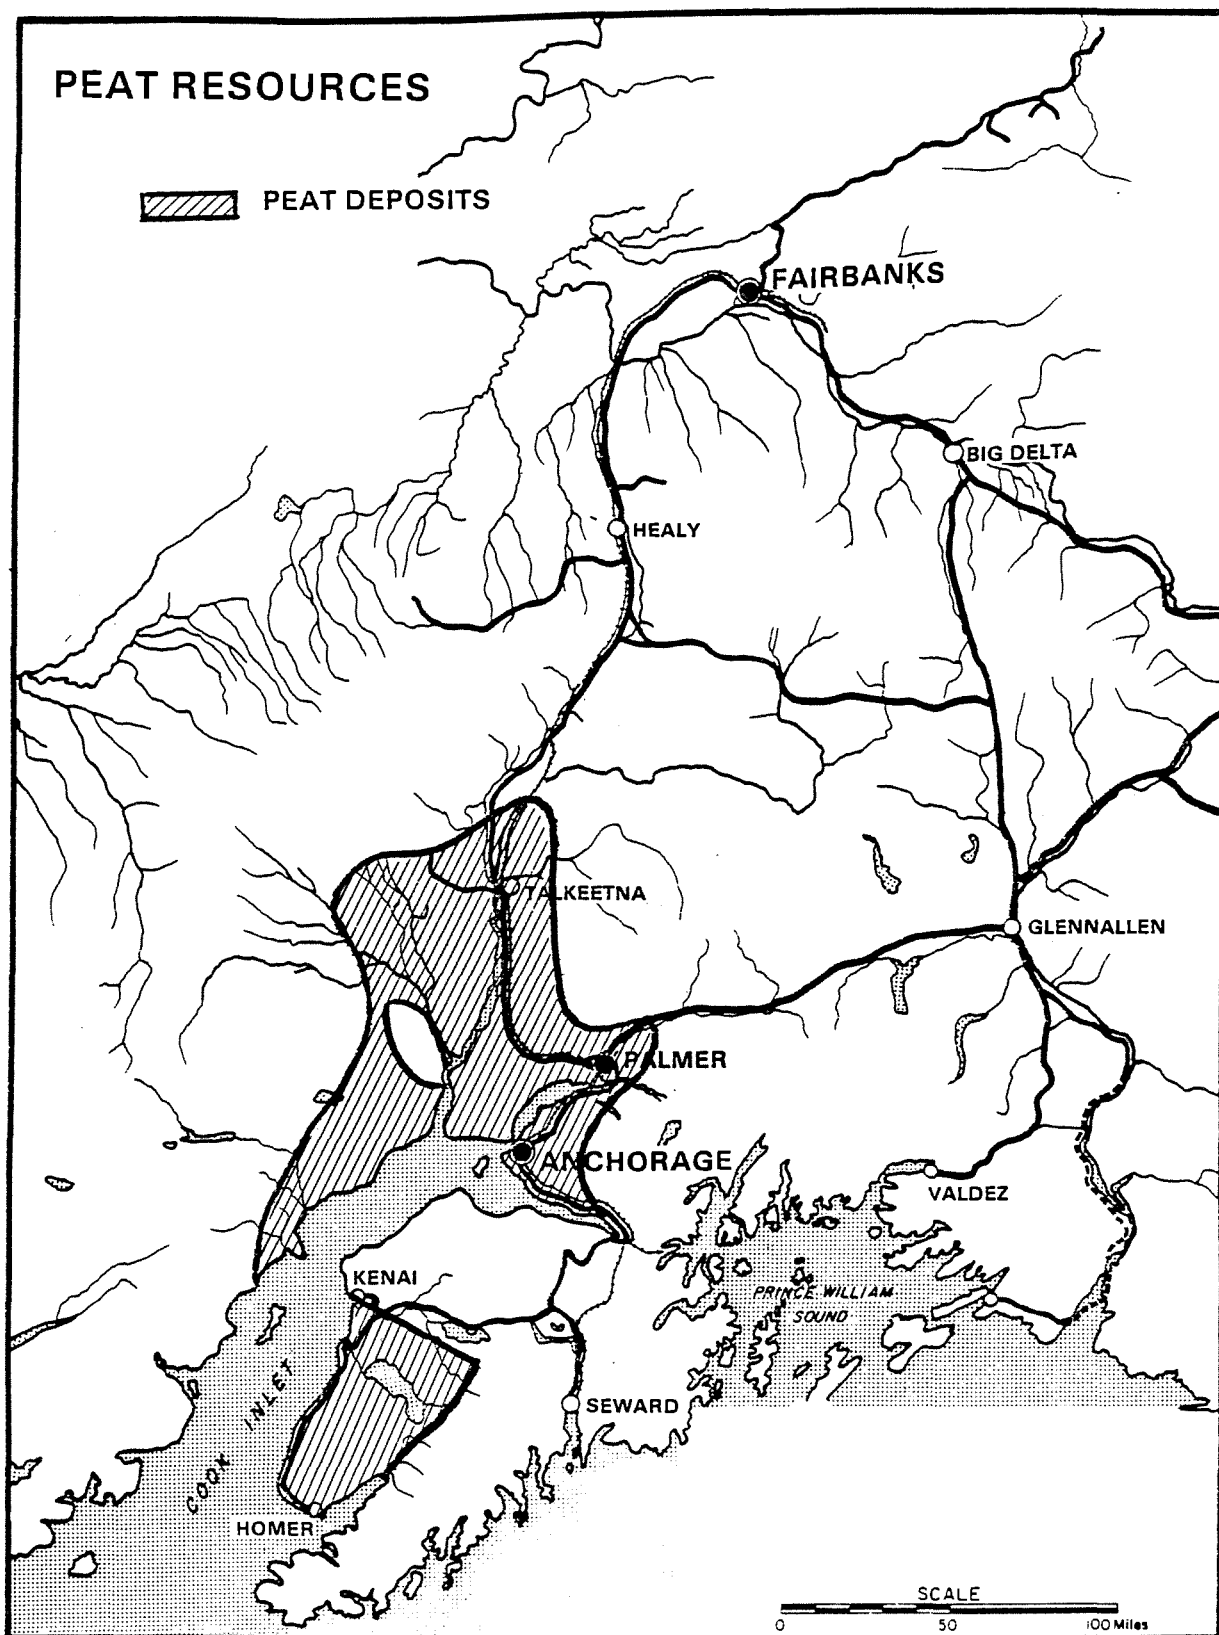 PEAT RESOURCES
PEAT DEPOSITS
FAIRBANKS
BIG DELTA
HEALY
TALKEETNA
GLENNALLEN
PALMER
ANCHORAGE
VALDEZ
KENAI
PRINCE WILLIAM
SOUND
COOK INLET
SEWARD
HOMER
SCALE
0 50 100 Miles